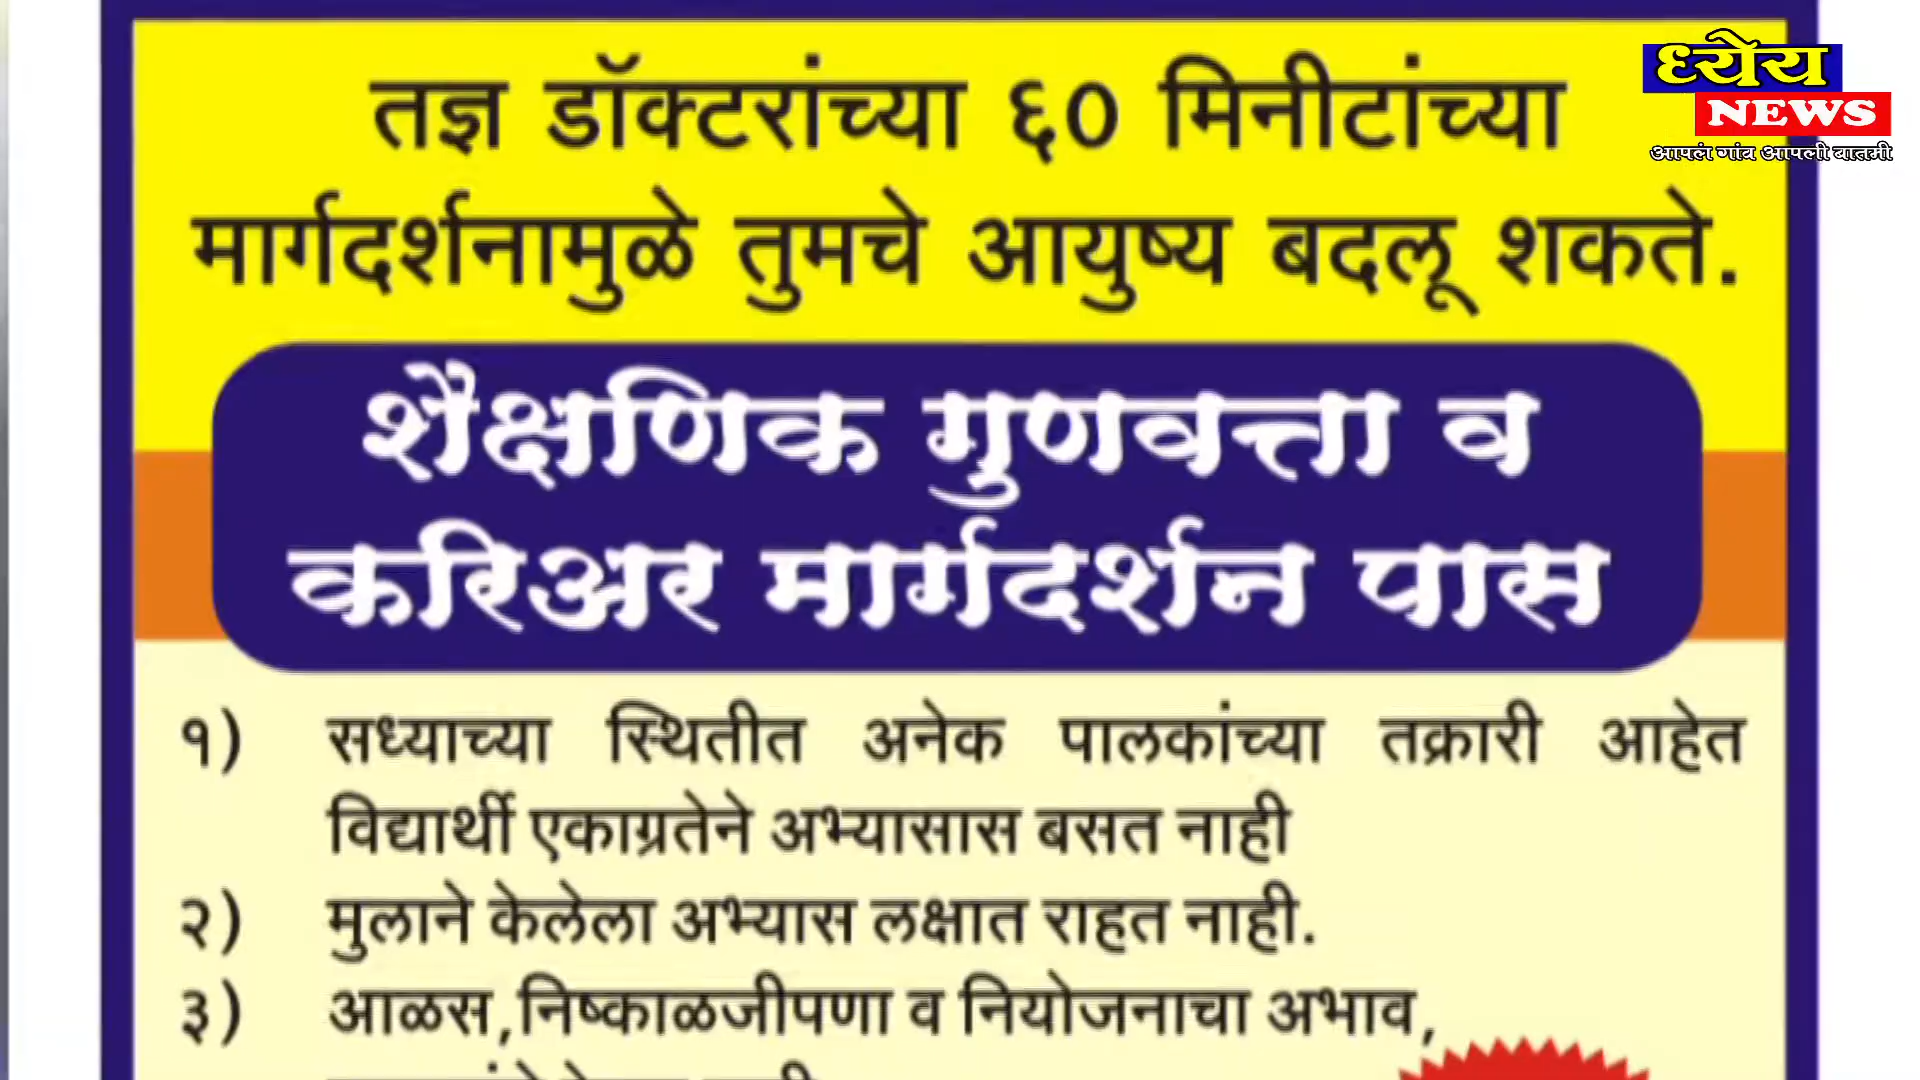 तज्ञ डॉक्टरांच्या ६० मिनीटांच्या
मार्गदर्शनामुळे तुमचे आयुष्य बदलू शकते.
ध्येय
NEWS
आपलं गांव आपली बातमी
शैक्षणिक गुणवत्ता व
करिअर मार्गदर्शन पास
१) सध्याच्या स्थितीत अनेक पालकांच्या तक्रारी आहेत
विद्यार्थी एकाग्रतेने अभ्यासास बसत नाही
२) मुलाने केलेला अभ्यास लक्षात राहत नाही.
३) आळस,निष्काळजीपणा व नियोजनाचा अभाव,